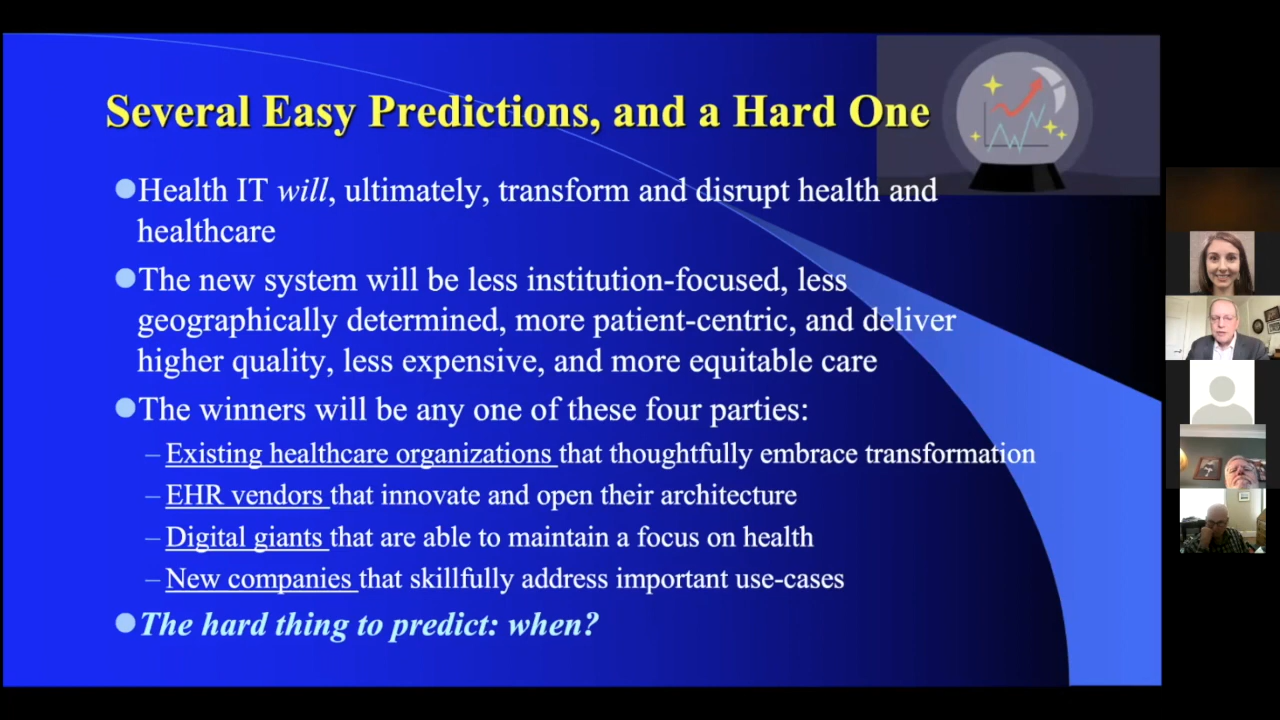 Several Easy Predictions, and a Hard One
●Health IT will, ultimately, transform and disrupt health and
healthcare
●The new system will be less institution-focused, less
geographically determined, more patient-centric, and deliver
higher quality, less expensive, and more equitable care
●The winners will be any one of these four parties:
– Existing healthcare organizations that thoughtfully embrace transformation
– EHR vendors that innovate and open their architecture
– Digital giants that are able to maintain a focus on health
– New companies that skillfully address important use-cases
●The hard thing to predict: when?